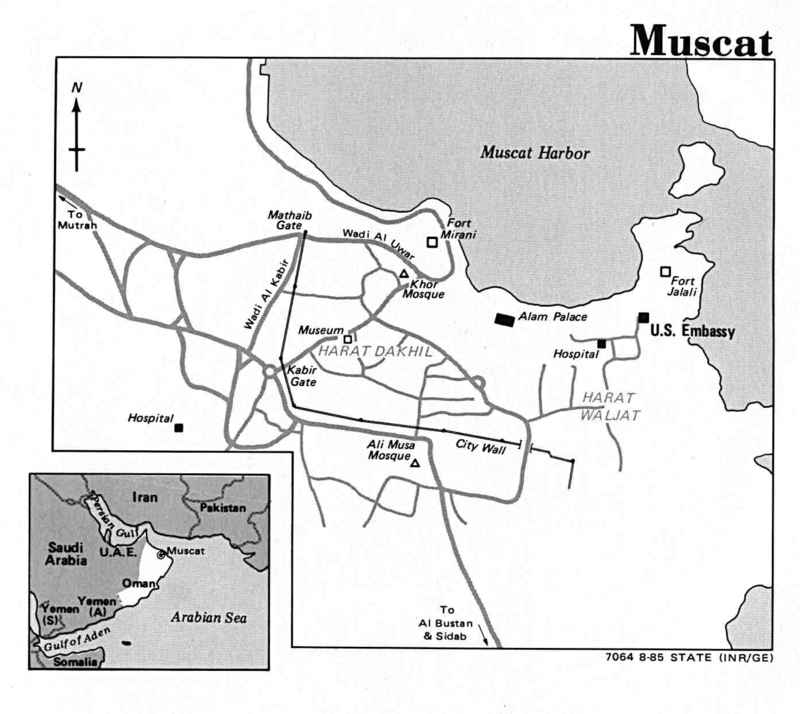 Muscat
N
Muscat Harbor
To
Mutrah
Mathaib
Gate
Wadi Al Uwar
Fort
Mirani
Wadi Al Kabir
Khor
Mosque
Fort
Jalali
Alam Palace
U.S. Embassy
Museum
HARAT DAKHIL
Hospital
Kabir
Gate
HARAT
WALJAT
Hospital
Ali Musa
Mosque
City Wall
To
Al Bustan
& Sidab
Iran
Pakistan
Persian Gulf
Saudi
Arabia
U.A.E.
Muscat
Oman
Yemen
(S)
Yemen
(A)
Arabian Sea
Gulf of Aden
Somalia
7064 8-85 STATE (INR/GE)